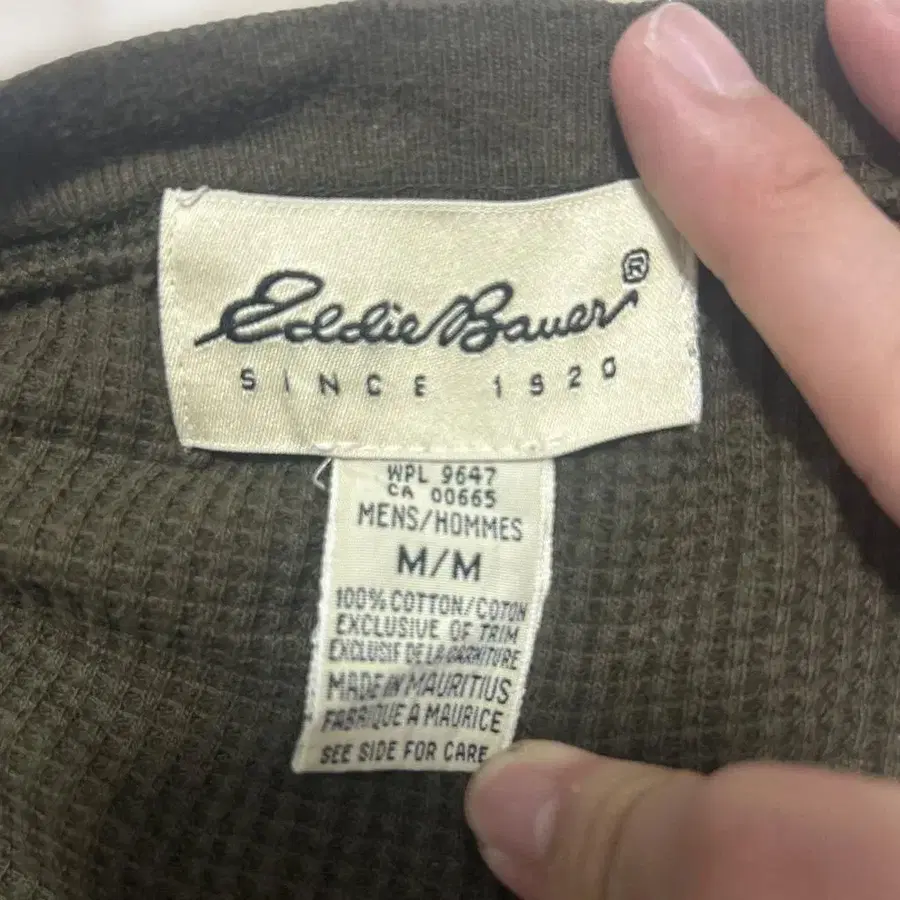 Eddie Bauer®
SINCE 1920
WPL 9647
CA 00665
MENS/HOMMES
M/M
100% COTTON/COTON
EXCLUSIVE OF TRIM
EXCLUSIF DE LA GARNITURE
MADE IN MAURITIUS
FABRIQUE A MAURICE
SEE SIDE FOR CARE